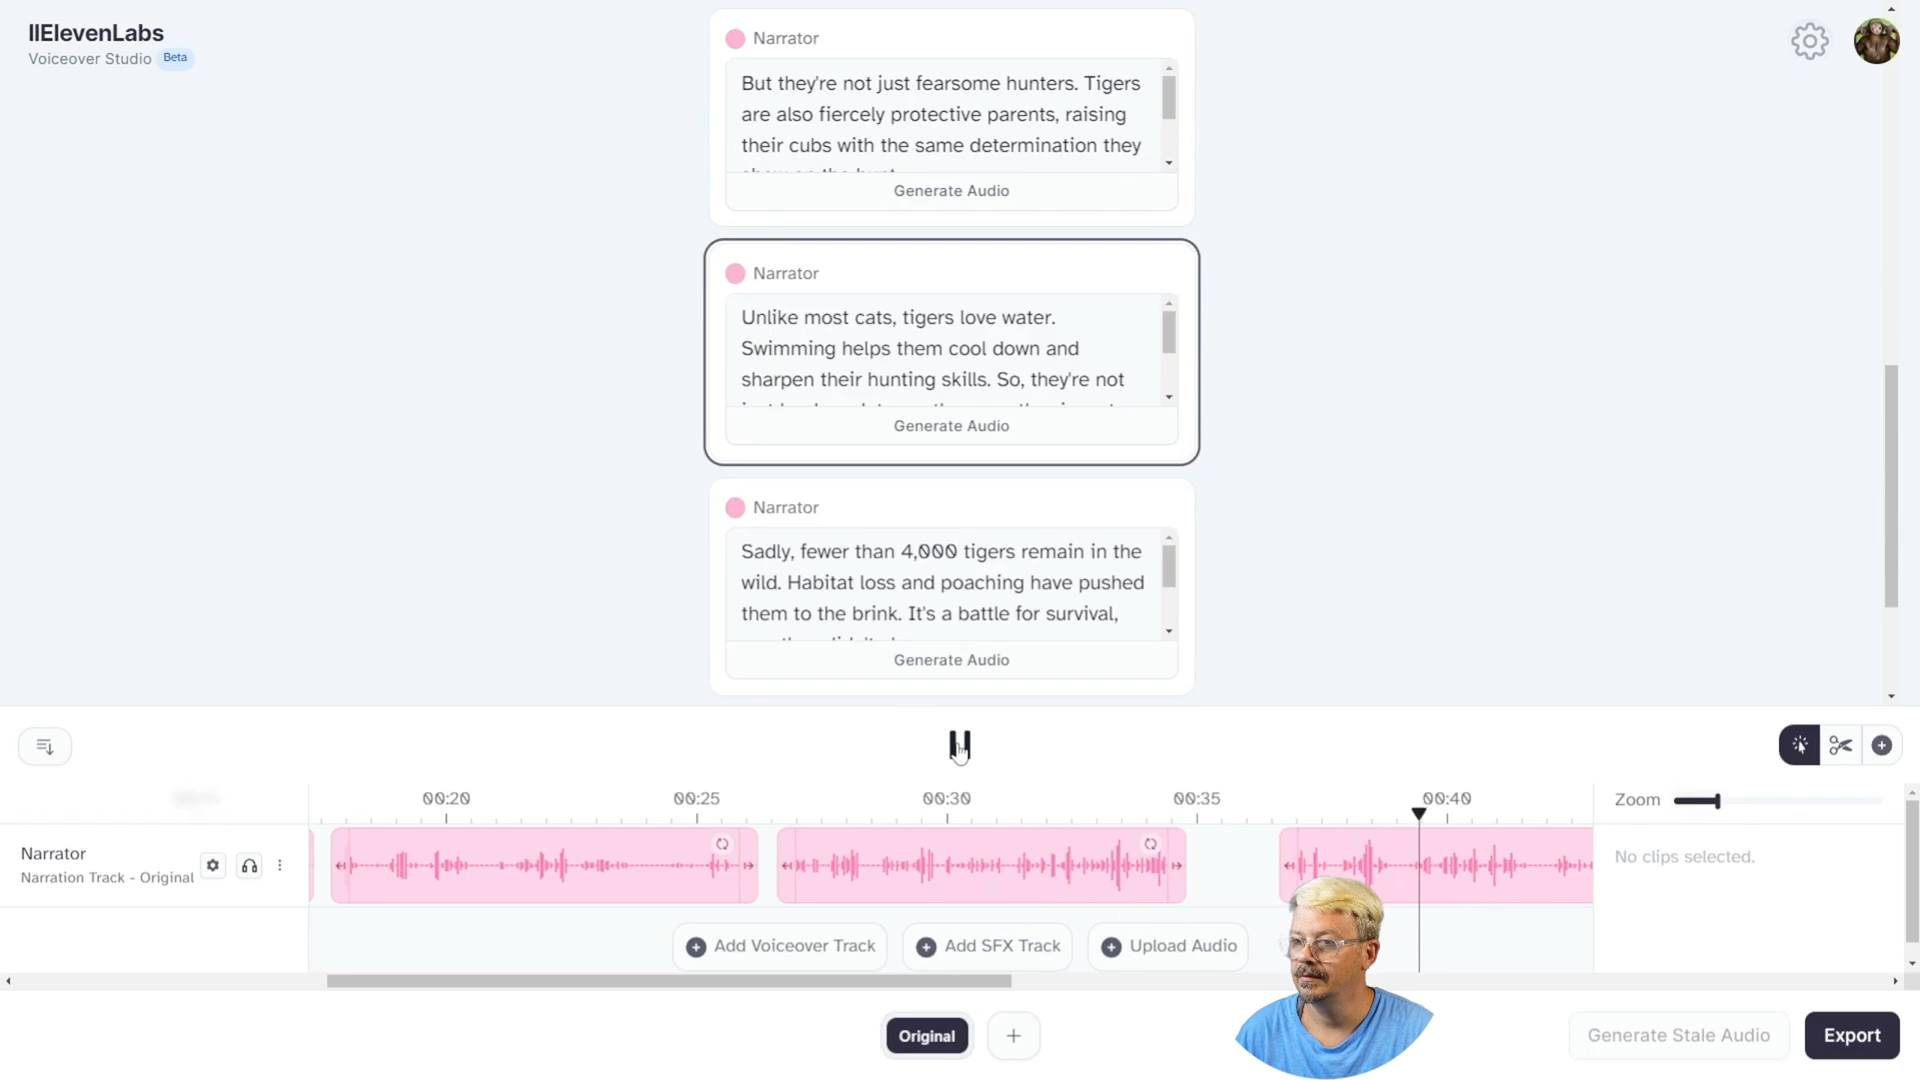 IIElevenLabs
Voiceover Studio Beta
Narrator
But they're not just fearsome hunters. Tigers
are also fiercely protective parents, raising
their cubs with the same determination they
Generate Audio
Narrator
Unlike most cats, tigers love water.
Swimming helps them cool down and
sharpen their hunting skills. So, they're not
Generate Audio
Narrator
Sadly, fewer than 4,000 tigers remain in the
wild. Habitat loss and poaching have pushed
them to the brink. It's a battle for survival,
Generate Audio
00:20 00:25 00:30 00:35 00:40
Zoom
Narrator
Narration Track - Original
No clips selected.
Add Voiceover Track
Add SFX Track
Upload Audio
Original
Generate Stale Audio
Export